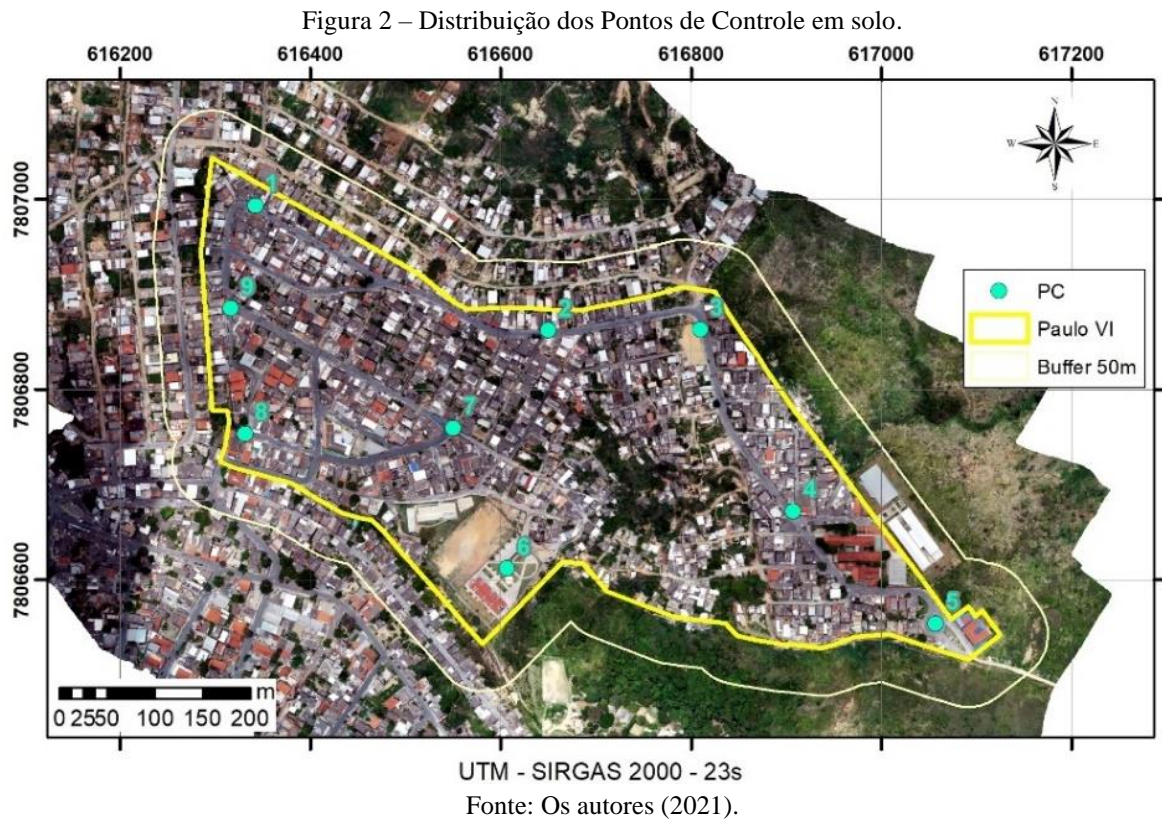 Figura 2 – Distribuição dos Pontos de Controle em solo.
616200 616400 616600 616800 617000 617200
7807000
7806800
7806600
N
W E
S
1
2
3
4
5
6
7
8
9
PC
Paulo VI
Buffer 50m
0 25 50 100 150 200 m
UTM - SIRGAS 2000 - 23s
Fonte: Os autores (2021).